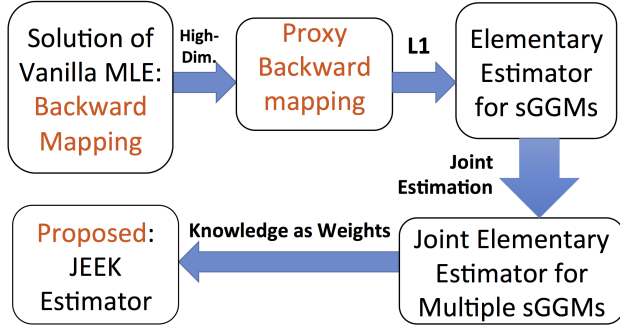 Solution of
Vanilla MLE:
Backward
Mapping
High-
Dim.
Proxy
Backward
mapping
L1
Elementary
Estimator
for sGGMs
Joint
Estimation
Joint Elementary
Estimator for
Multiple sGGMs
Knowledge as Weights
Proposed:
JEEK
Estimator